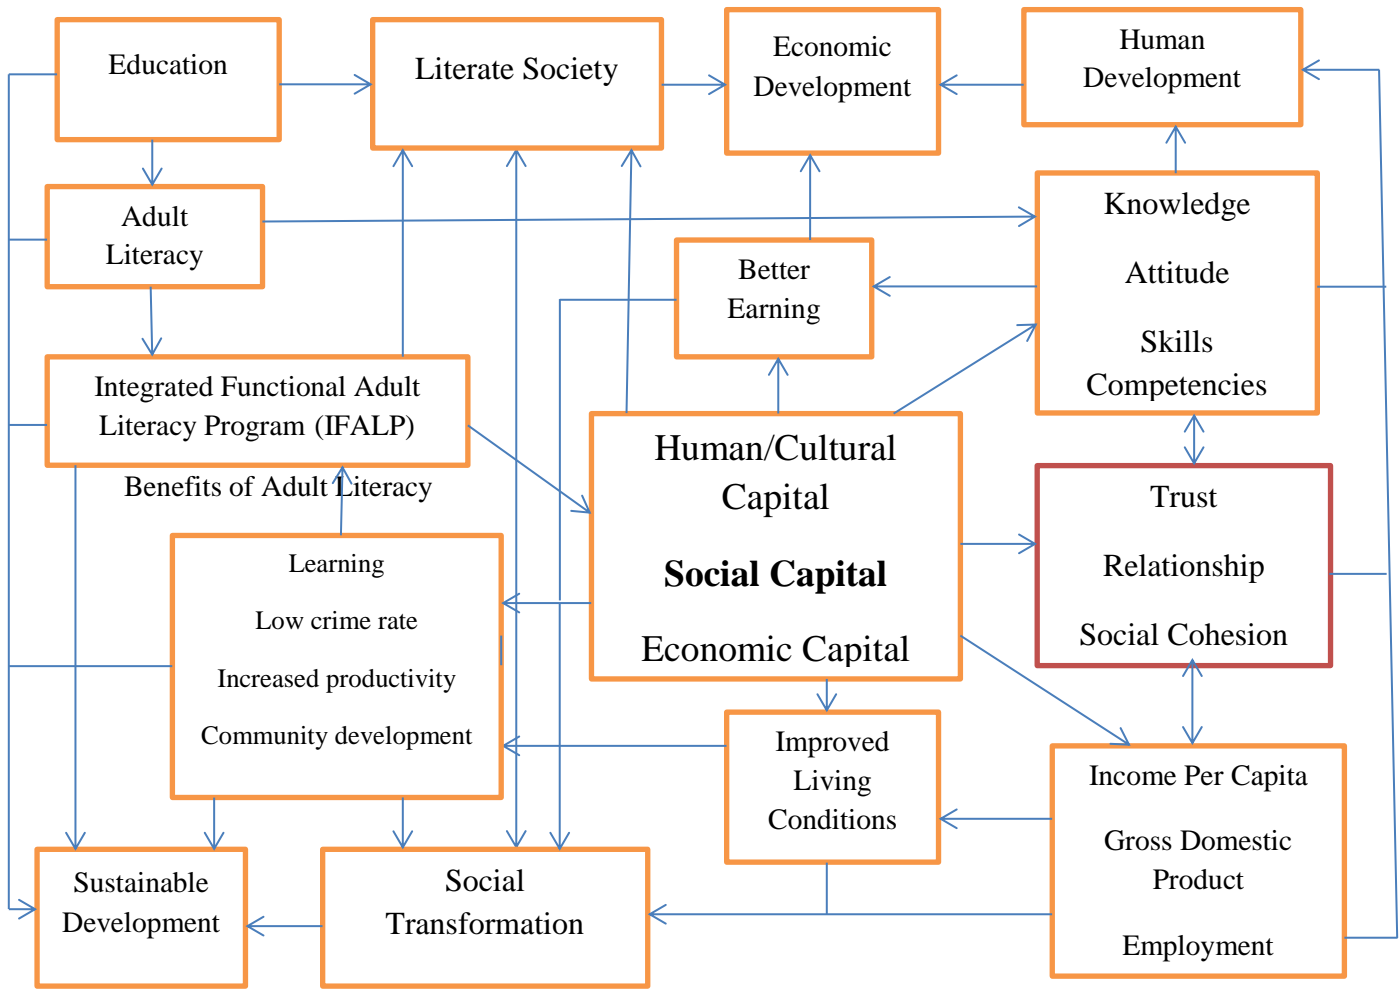 Education
Literate Society
Economic
Development
Human
Development
Adult
Literacy
Better
Earning
Knowledge
Attitude
Skills
Competencies
Integrated Functional Adult
Literacy Program (IFALP)
Benefits of Adult Literacy
Human/Cultural
Capital
Social Capital
Economic Capital
Trust
Relationship
Social Cohesion
Learning
Low crime rate
Increased productivity
Community development
Improved
Living
Conditions
Income Per Capita
Gross Domestic
Product
Employment
Sustainable
Development
Social
Transformation